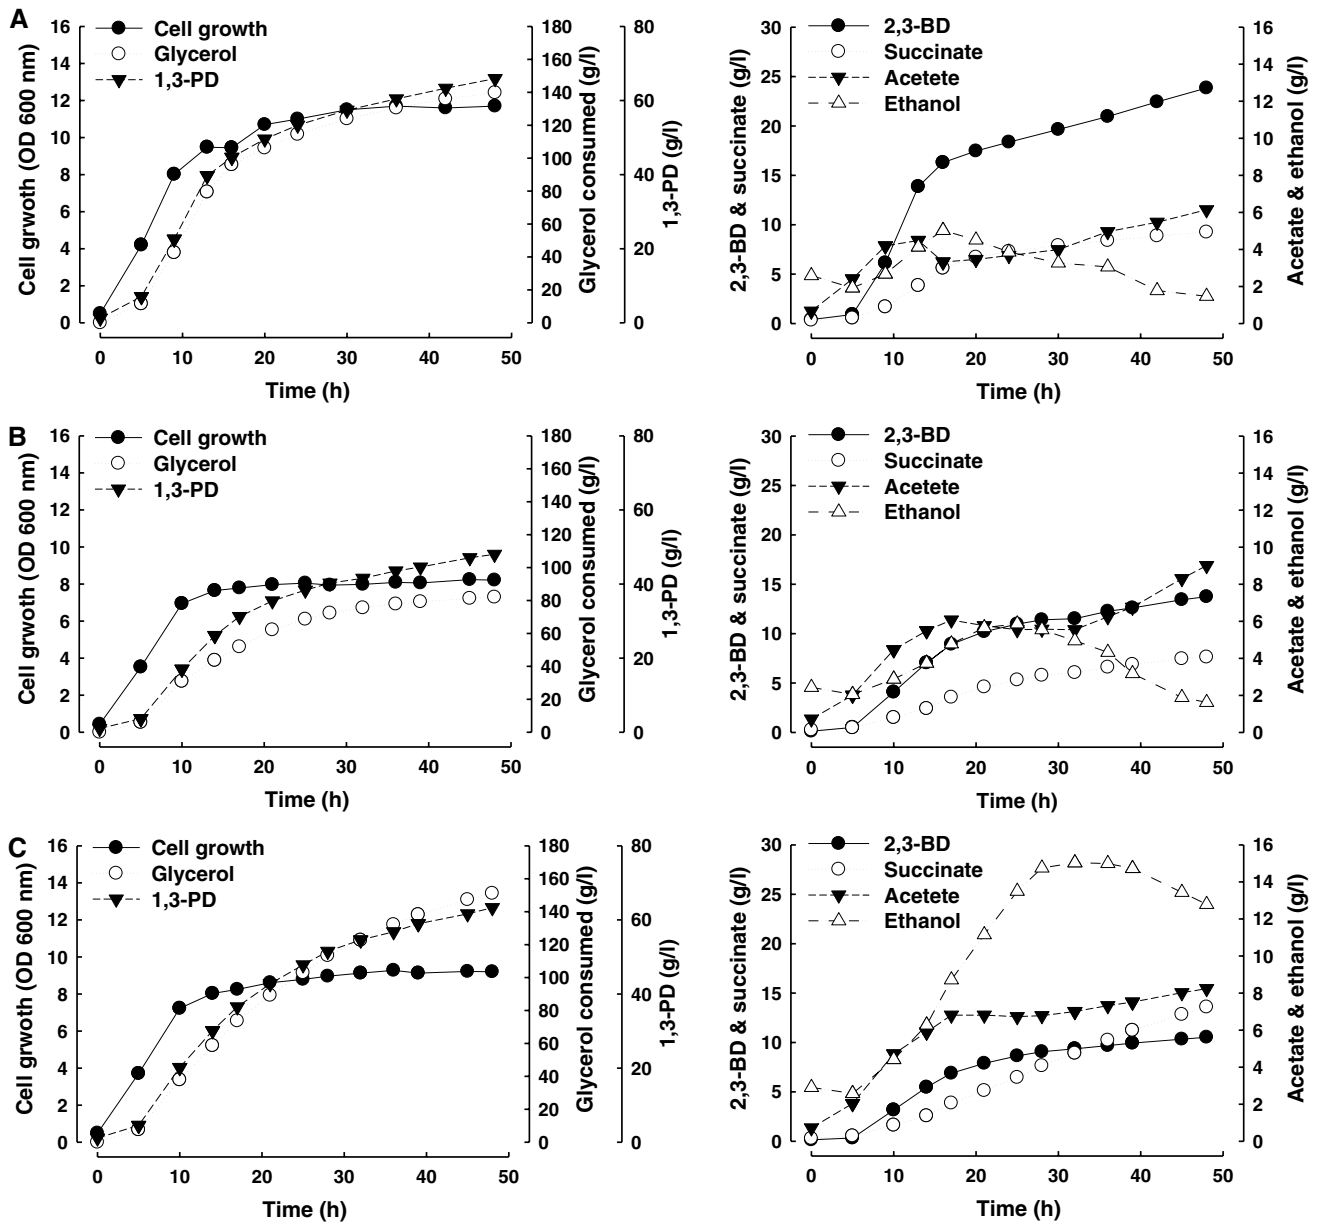 A
Cell growth
Glycerol
1,3-PD
Cell grwoth (OD 600 nm)
16
14
12
10
8
6
4
2
0
180
160
140
120
100
80
60
40
20
0
Glycerol consumed (g/l)
80
60
40
20
0
1,3-PD (g/l)
0 10 20 30 40 50
Time (h)
2,3-BD
Succinate
Acetete
Ethanol
2,3-BD & succinate (g/l)
30
25
20
15
10
5
0
16
14
12
10
8
6
4
2
0
Acetate & ethanol (g/l)
0 10 20 30 40 50
Time (h)
B
Cell growth
Glycerol
1,3-PD
Cell grwoth (OD 600 nm)
16
14
12
10
8
6
4
2
0
180
160
140
120
100
80
60
40
20
0
Glycerol consumed (g/l)
80
60
40
20
0
1,3-PD (g/l)
0 10 20 30 40 50
Time (h)
2,3-BD
Succinate
Acetete
Ethanol
2,3-BD & succinate (g/l)
30
25
20
15
10
5
0
16
14
12
10
8
6
4
2
0
Acetate & ethanol (g/l)
0 10 20 30 40 50
Time (h)
C
Cell growth
Glycerol
1,3-PD
Cell grwoth (OD 600 nm)
16
14
12
10
8
6
4
2
0
180
160
140
120
100
80
60
40
20
0
Glycerol consumed (g/l)
80
60
40
20
0
1,3-PD (g/l)
0 10 20 30 40 50
Time (h)
2,3-BD
Succinate
Acetete
Ethanol
2,3-BD & succinate (g/l)
30
25
20
15
10
5
0
16
14
12
10
8
6
4
2
0
Acetate & ethanol (g/l)
0 10 20 30 40 50
Time (h)